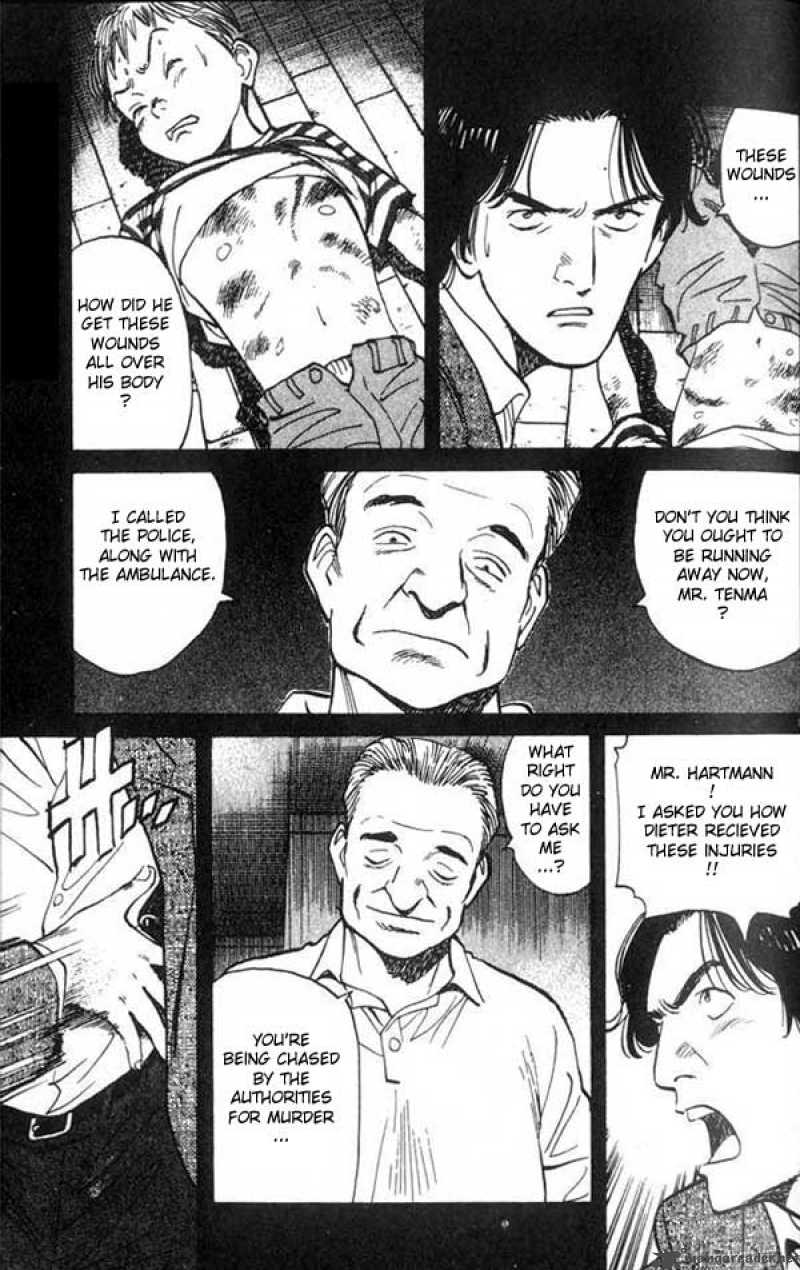 THESE
WOUNDS
...
HOW DID HE
GET THESE
WOUNDS
ALL OVER
HIS BODY
?
DON'T YOU THINK
YOU OUGHT TO
BE RUNNING
AWAY NOW,
MR. TENMA
?
I CALLED
THE POLICE,
ALONG WITH
THE AMBULANCE.
MR. HARTMANN
!
I ASKED YOU HOW
DIETER RECIEVED
THESE INJURIES
!!
WHAT
RIGHT
DO YOU
HAVE
TO ASK
ME
...?
YOU'RE
BEING CHASED
BY THE
AUTHORITIES
FOR MURDER
...